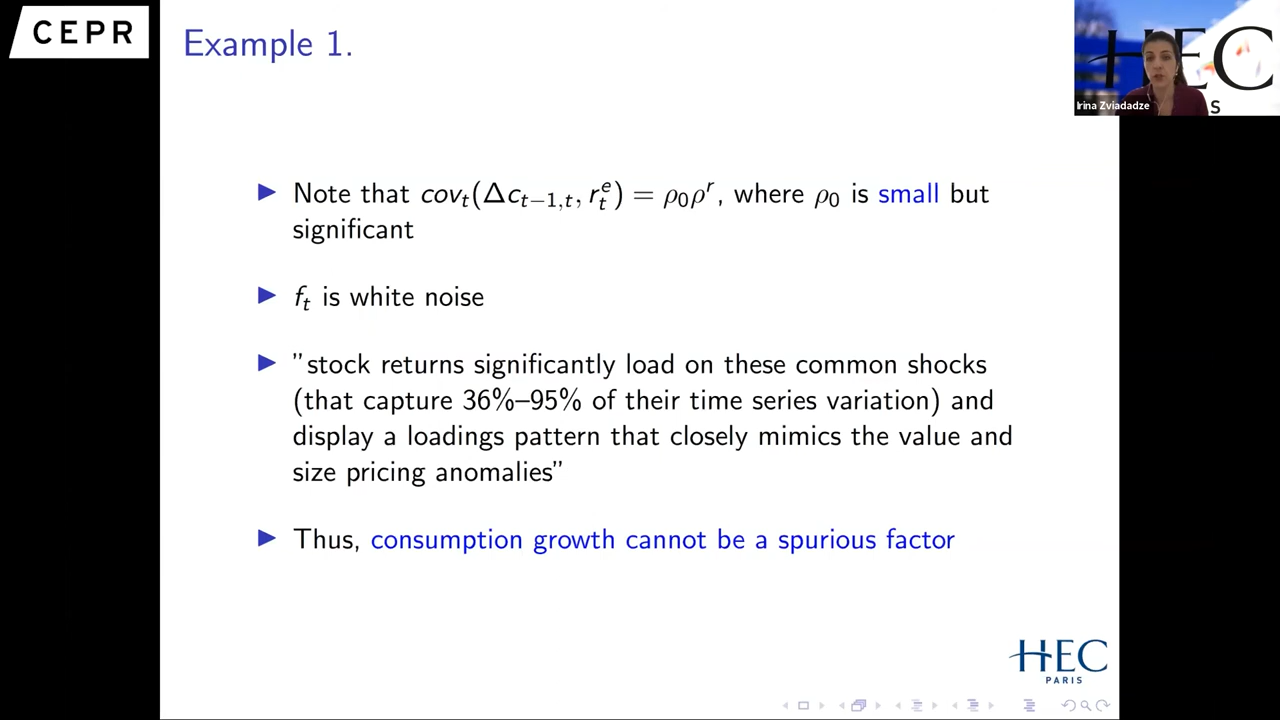 CEPR
Example 1.
HEC
S
Irina Zviadadze
▶ Note that cov_t(Δc_{t−1,t}, r_t^e) = ρ_0ρ^r, where ρ_0 is small but
significant
▶ f_t is white noise
▶ ”stock returns significantly load on these common shocks
(that capture 36%–95% of their time series variation) and
display a loadings pattern that closely mimics the value and
size pricing anomalies”
▶ Thus, consumption growth cannot be a spurious factor
HEC
PARIS